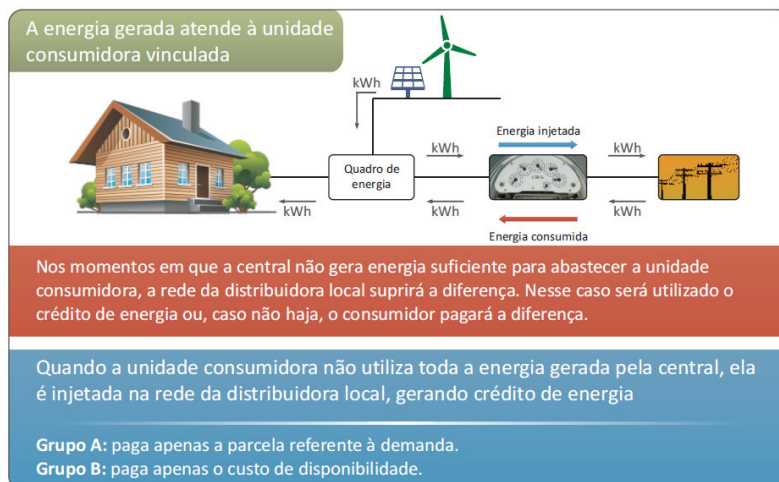 A energia gerada atende à unidade
consumidora vinculada
kWh
Quadro de
energia
kWh
Energia injetada
kWh
kWh
kWh
kWh
Energia consumida
Nos momentos em que a central não gera energia suficiente para abastecer a unidade
consumidora, a rede da distribuidora local suprirá a diferença. Nesse caso será utilizado o
crédito de energia ou, caso não haja, o consumidor pagará a diferença.
Quando a unidade consumidora não utiliza toda a energia gerada pela central, ela
é injetada na rede da distribuidora local, gerando crédito de energia
Grupo A: paga apenas a parcela referente à demanda.
Grupo B: paga apenas o custo de disponibilidade.